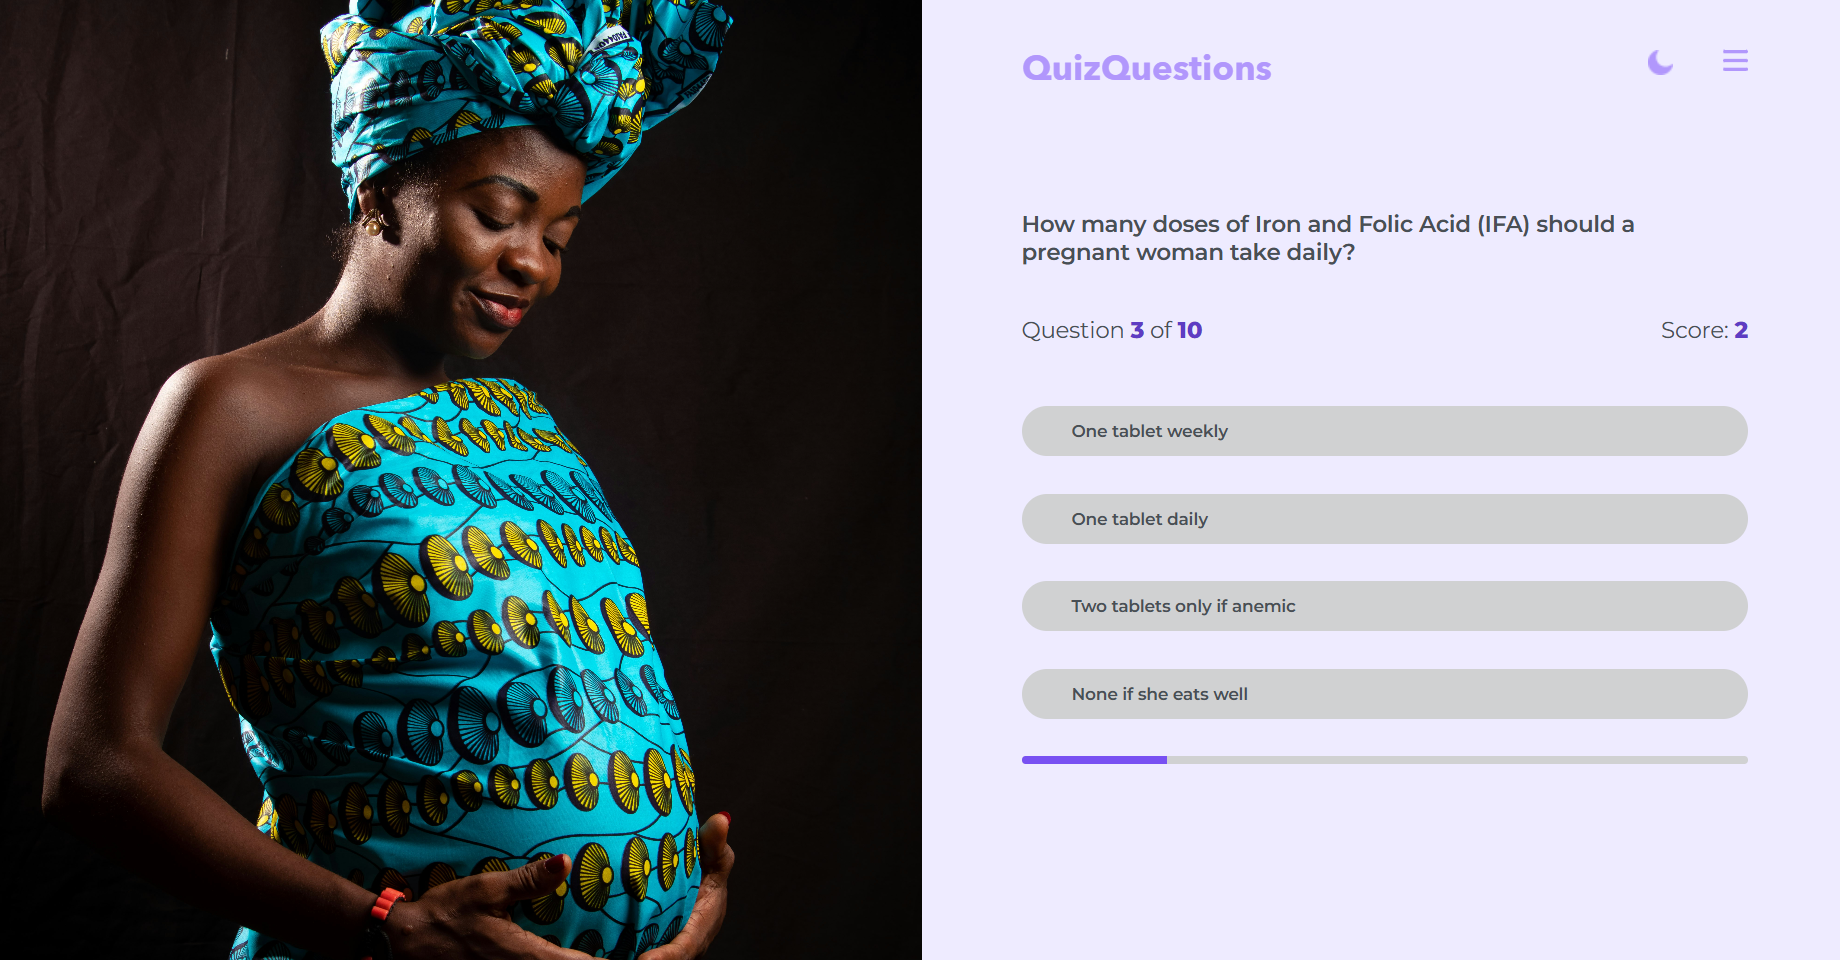 QuizQuestions
How many doses of Iron and Folic Acid (IFA) should a
pregnant woman take daily?
Question 3 of 10
Score: 2
One tablet weekly
One tablet daily
Two tablets only if anemic
None if she eats well